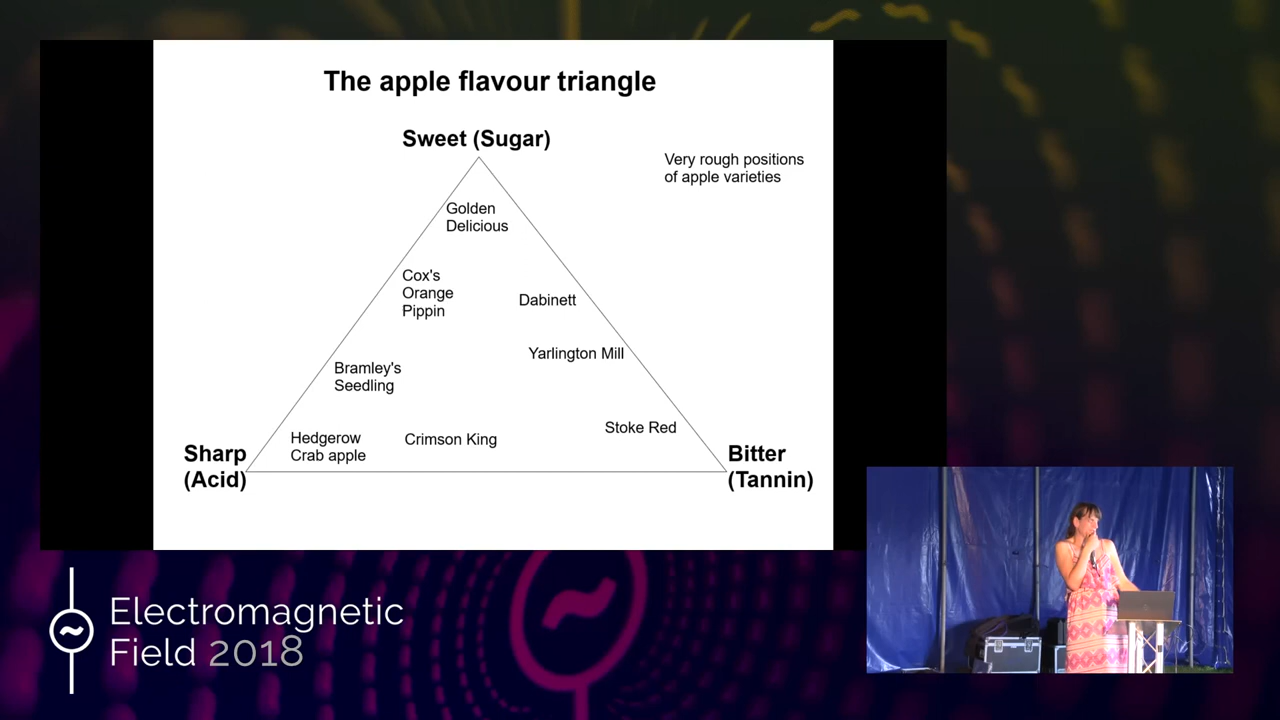 The apple flavour triangle
Sweet (Sugar)
Very rough positions
of apple varieties
Golden
Delicious
Cox's
Orange
Pippin
Dabinett
Yarlington Mill
Bramley's
Seedling
Stoke Red
Hedgerow
Crab apple
Crimson King
Sharp
(Acid)
Bitter
(Tannin)
Electromagnetic
Field 2018